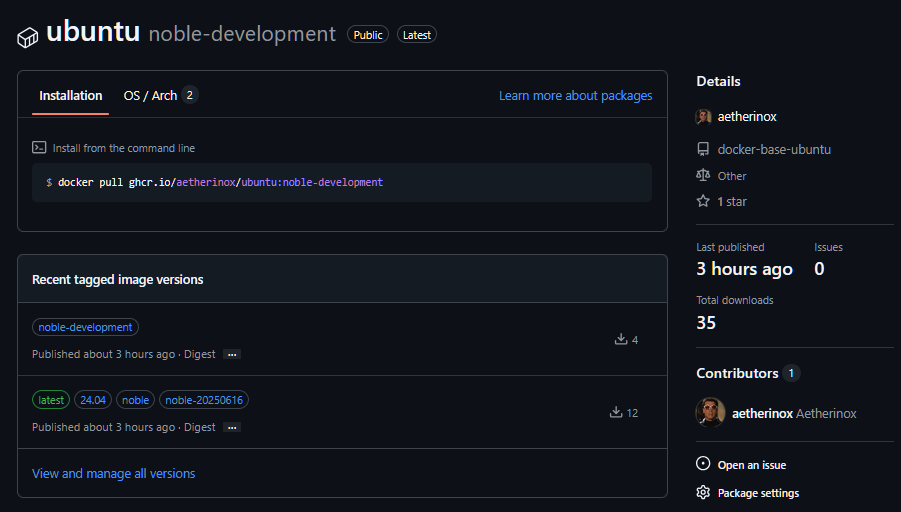 ubuntu noble-development Public Latest
Installation OS / Arch 2 Learn more about packages
Install from the command line
$ docker pull ghcr.io/aetherinox/ubuntu:noble-development
Recent tagged image versions
noble-development
Published about 3 hours ago · Digest ...
4
latest 24.04 noble noble-20250616
Published about 3 hours ago · Digest ...
12
View and manage all versions
Details
aetherinox
docker-base-ubuntu
Other
1 star
Last published Issues
3 hours ago 0
Total downloads
35
Contributors 1
aetherinox Aetherinox
Open an issue
Package settings